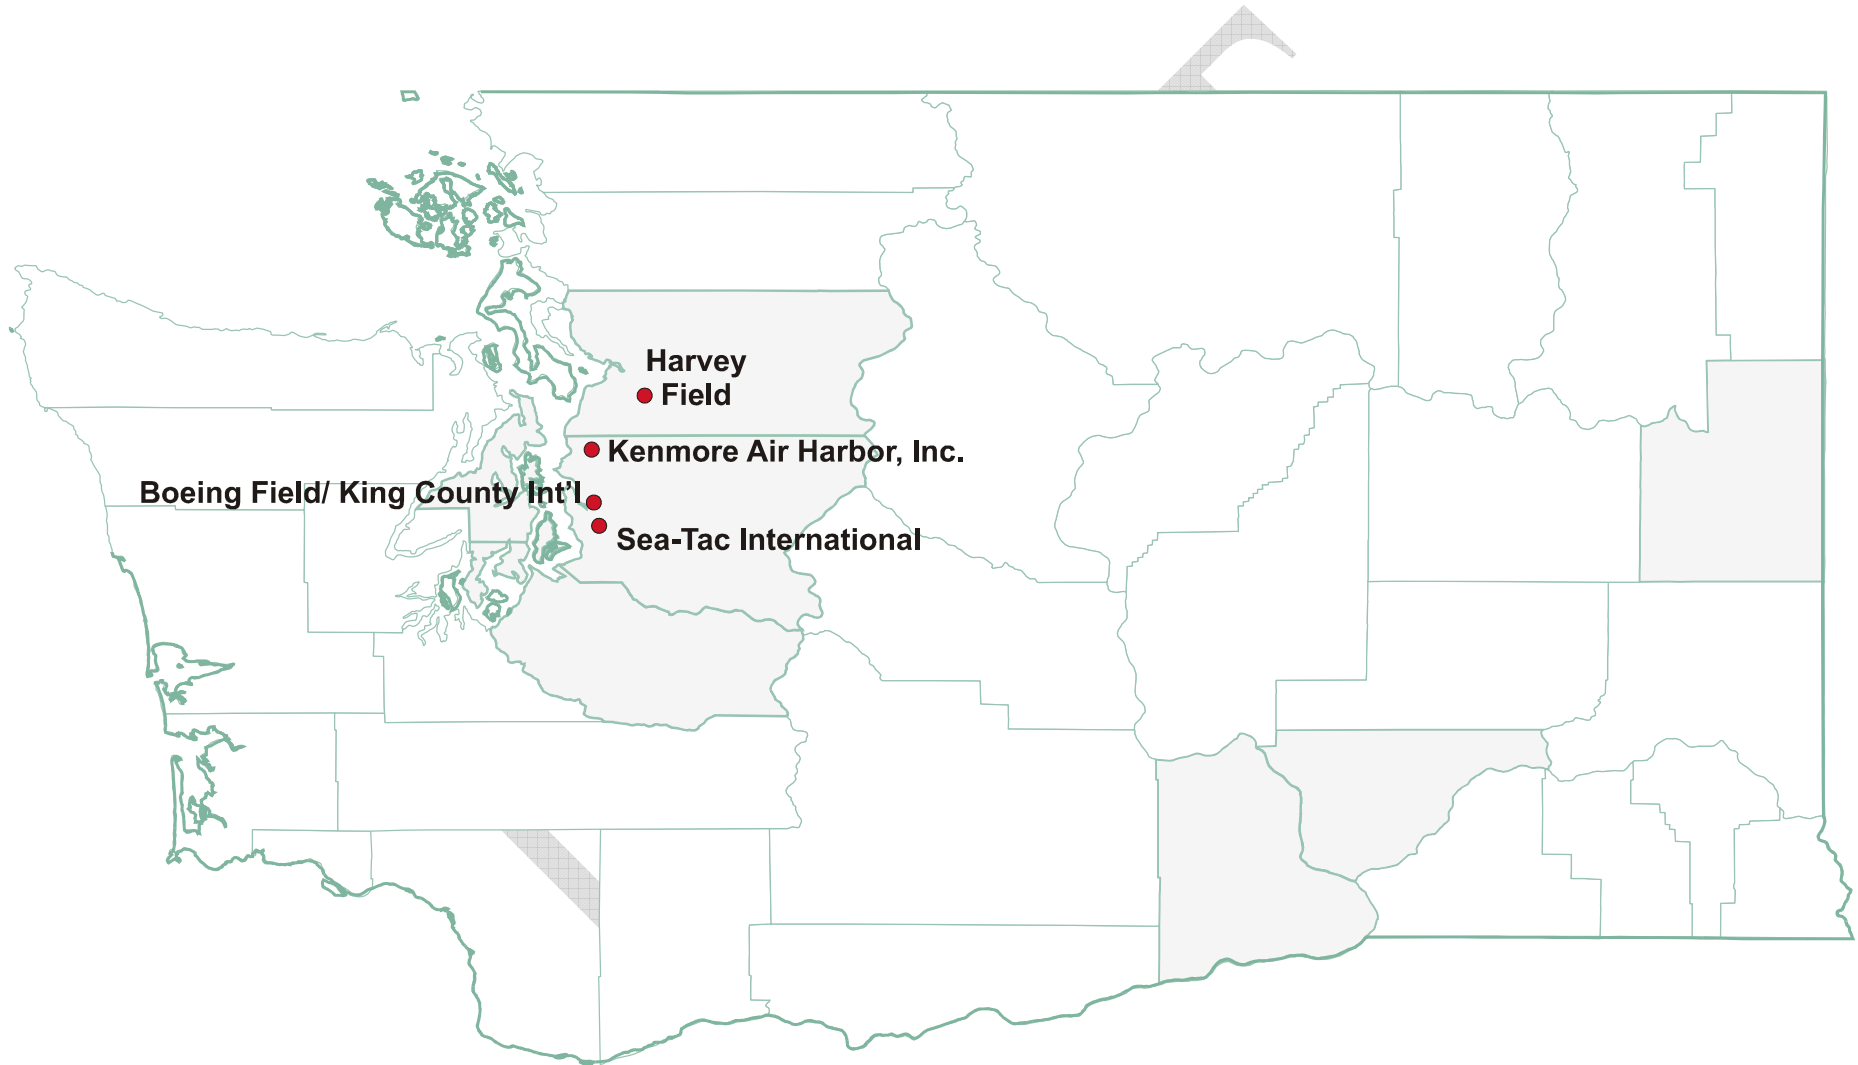 Harvey
Field
Kenmore Air Harbor, Inc.
Boeing Field/ King County Int'l
Sea-Tac International